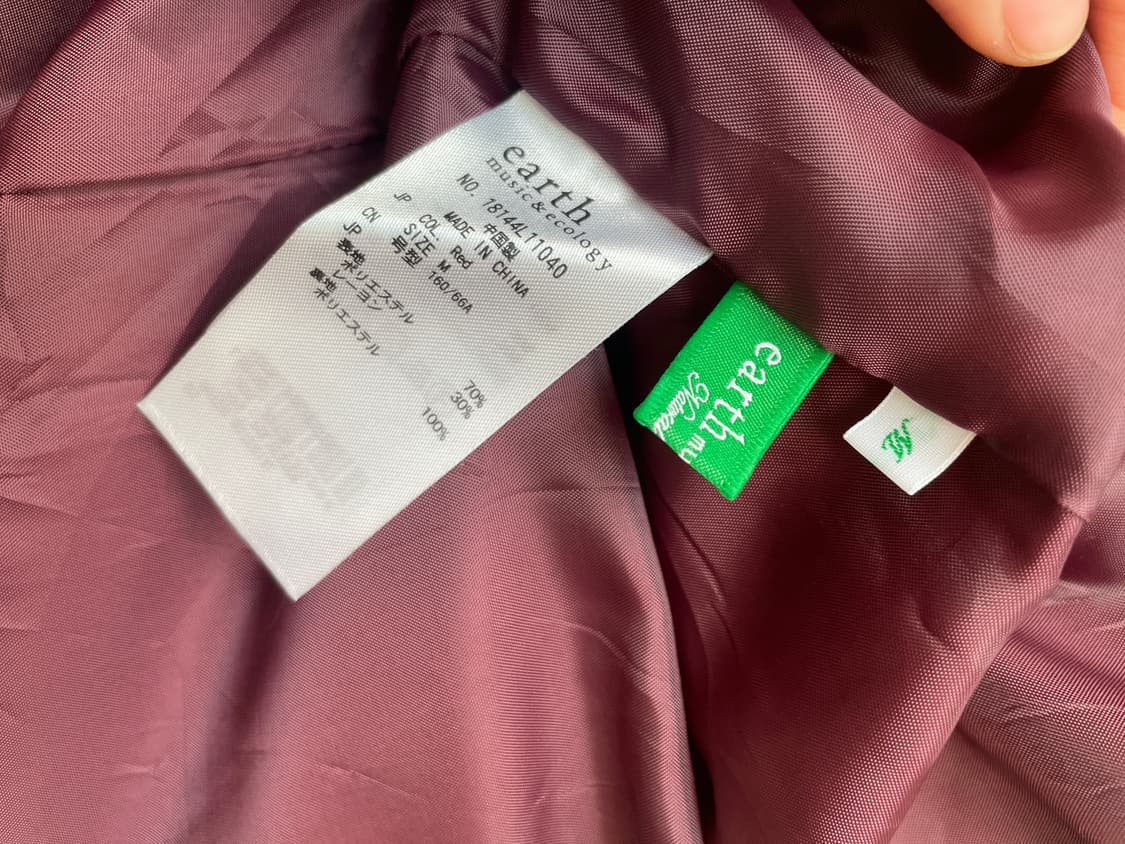 earth
music&ecology
NO. 18144L11040
中国製
MADE IN CHINA
JP COL. Red
SIZE M
CN 号型 160/66A
JP
表地
ポリエステル 70%
レーヨン 30%
裏地
ポリエステル 100%
earth mu
Natural
M